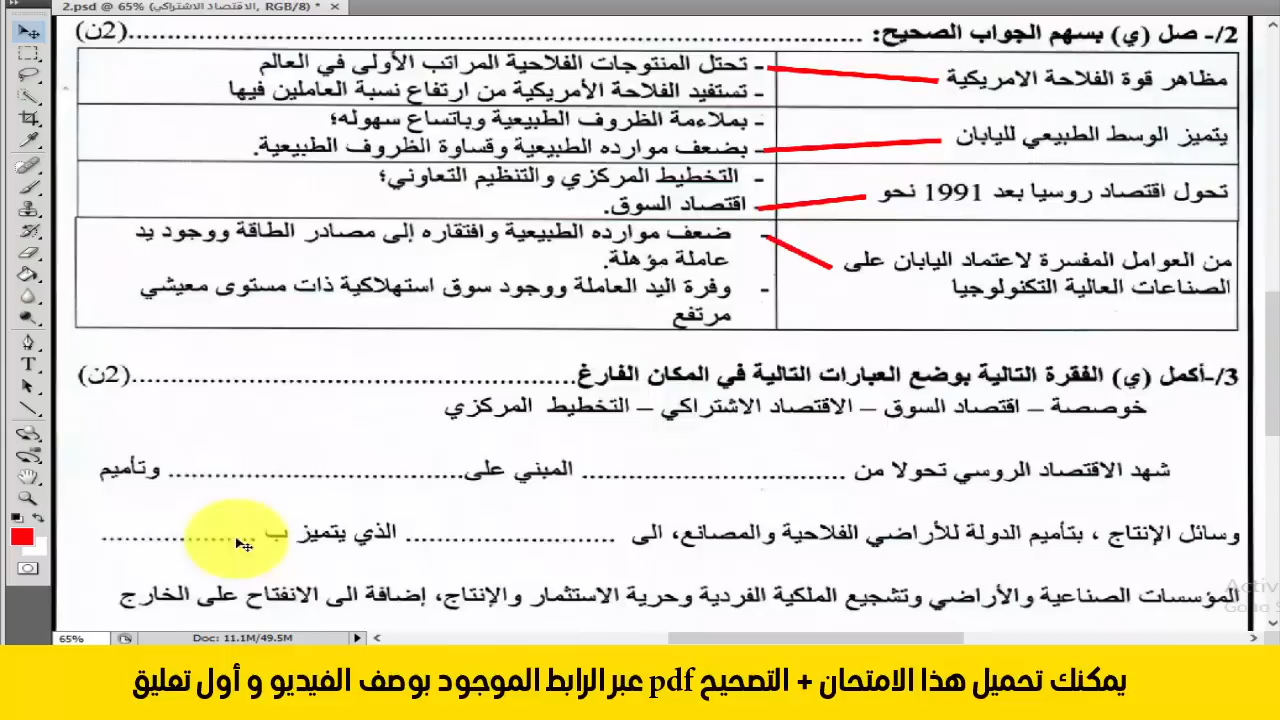 2.psd @ 65% (الاقتصاد الاشتراكي, RGB/8) *
2/- صل (ي) بسهم الجواب الصحيح: ......................(2ن)
مظاهر قوة الفلاحة الامريكية
- تحتل المنتوجات الفلاحية المراتب الأولى في العالم
- تستفيد الفلاحة الأمريكية من ارتفاع نسبة العاملين فيها
يتميز الوسط الطبيعي لليابان
- بملاءمة الظروف الطبيعية وباتساع سهوله؛
- بضعف موارده الطبيعية وقساوة الظروف الطبيعية.
تحول اقتصاد روسيا بعد 1991 نحو
- التخطيط المركزي والتنظيم التعاوني؛
- اقتصاد السوق.
من العوامل المفسرة لاعتماد اليابان على
الصناعات العالية التكنولوجيا
- ضعف موارده الطبيعية وافتقاره إلى مصادر الطاقة ووجود يد
عاملة مؤهلة.
- وفرة اليد العاملة ووجود سوق استهلاكية ذات مستوى معيشي
مرتفع
3/-أكمل (ي) الفقرة التالية بوضع العبارات التالية في المكان الفارغ......................(2ن)
خوصصة – اقتصاد السوق – الاقتصاد الاشتراكي – التخطيط المركزي
شهد الاقتصاد الروسي تحولا من ...................... المبني على...................... وتأميم
وسائل الإنتاج ، بتأميم الدولة للأراضي الفلاحية والمصانع، الى ...................... الذي يتميز ب ......................
المؤسسات الصناعية والأراضي وتشجيع الملكية الفردية وحرية الاستثمار والإنتاج، إضافة الى الانفتاح على الخارج
65%
Doc: 11.1M/49.5M
يمكنك تحميل هذا الامتحان + التصحيح pdf عبر الرابط الموجود بوصف الفيديو و أول تعليق